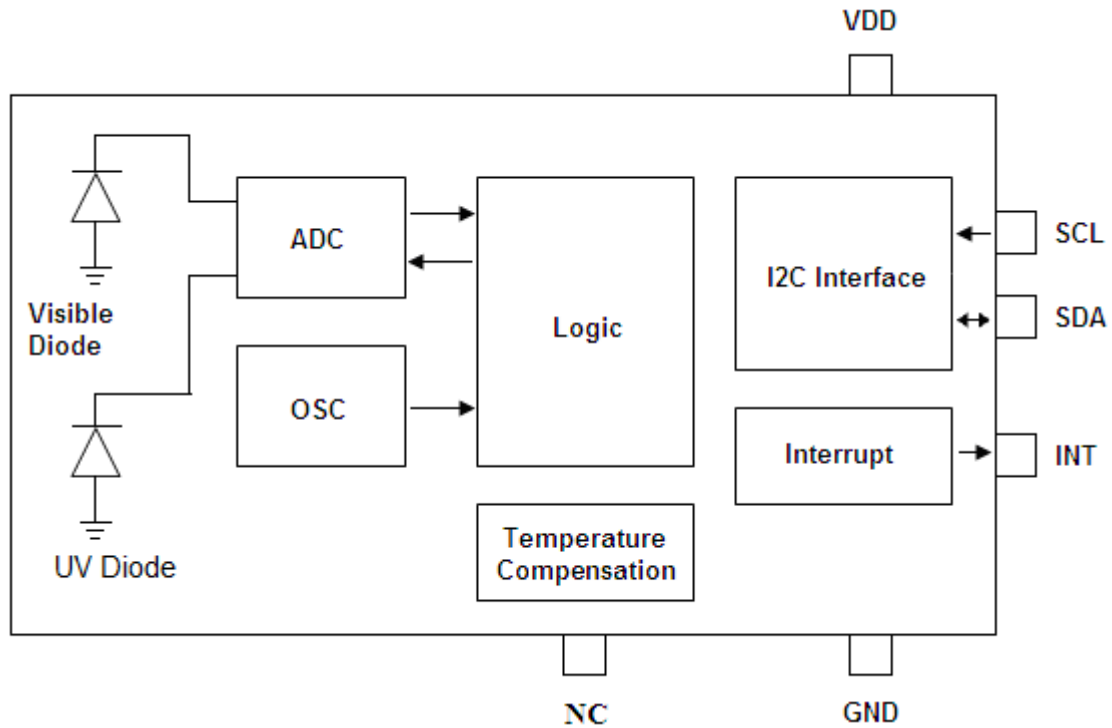 VDD
ADC
Logic
I2C Interface
SCL
SDA
Visible
Diode
OSC
Interrupt
INT
UV Diode
Temperature
Compensation
NC
GND